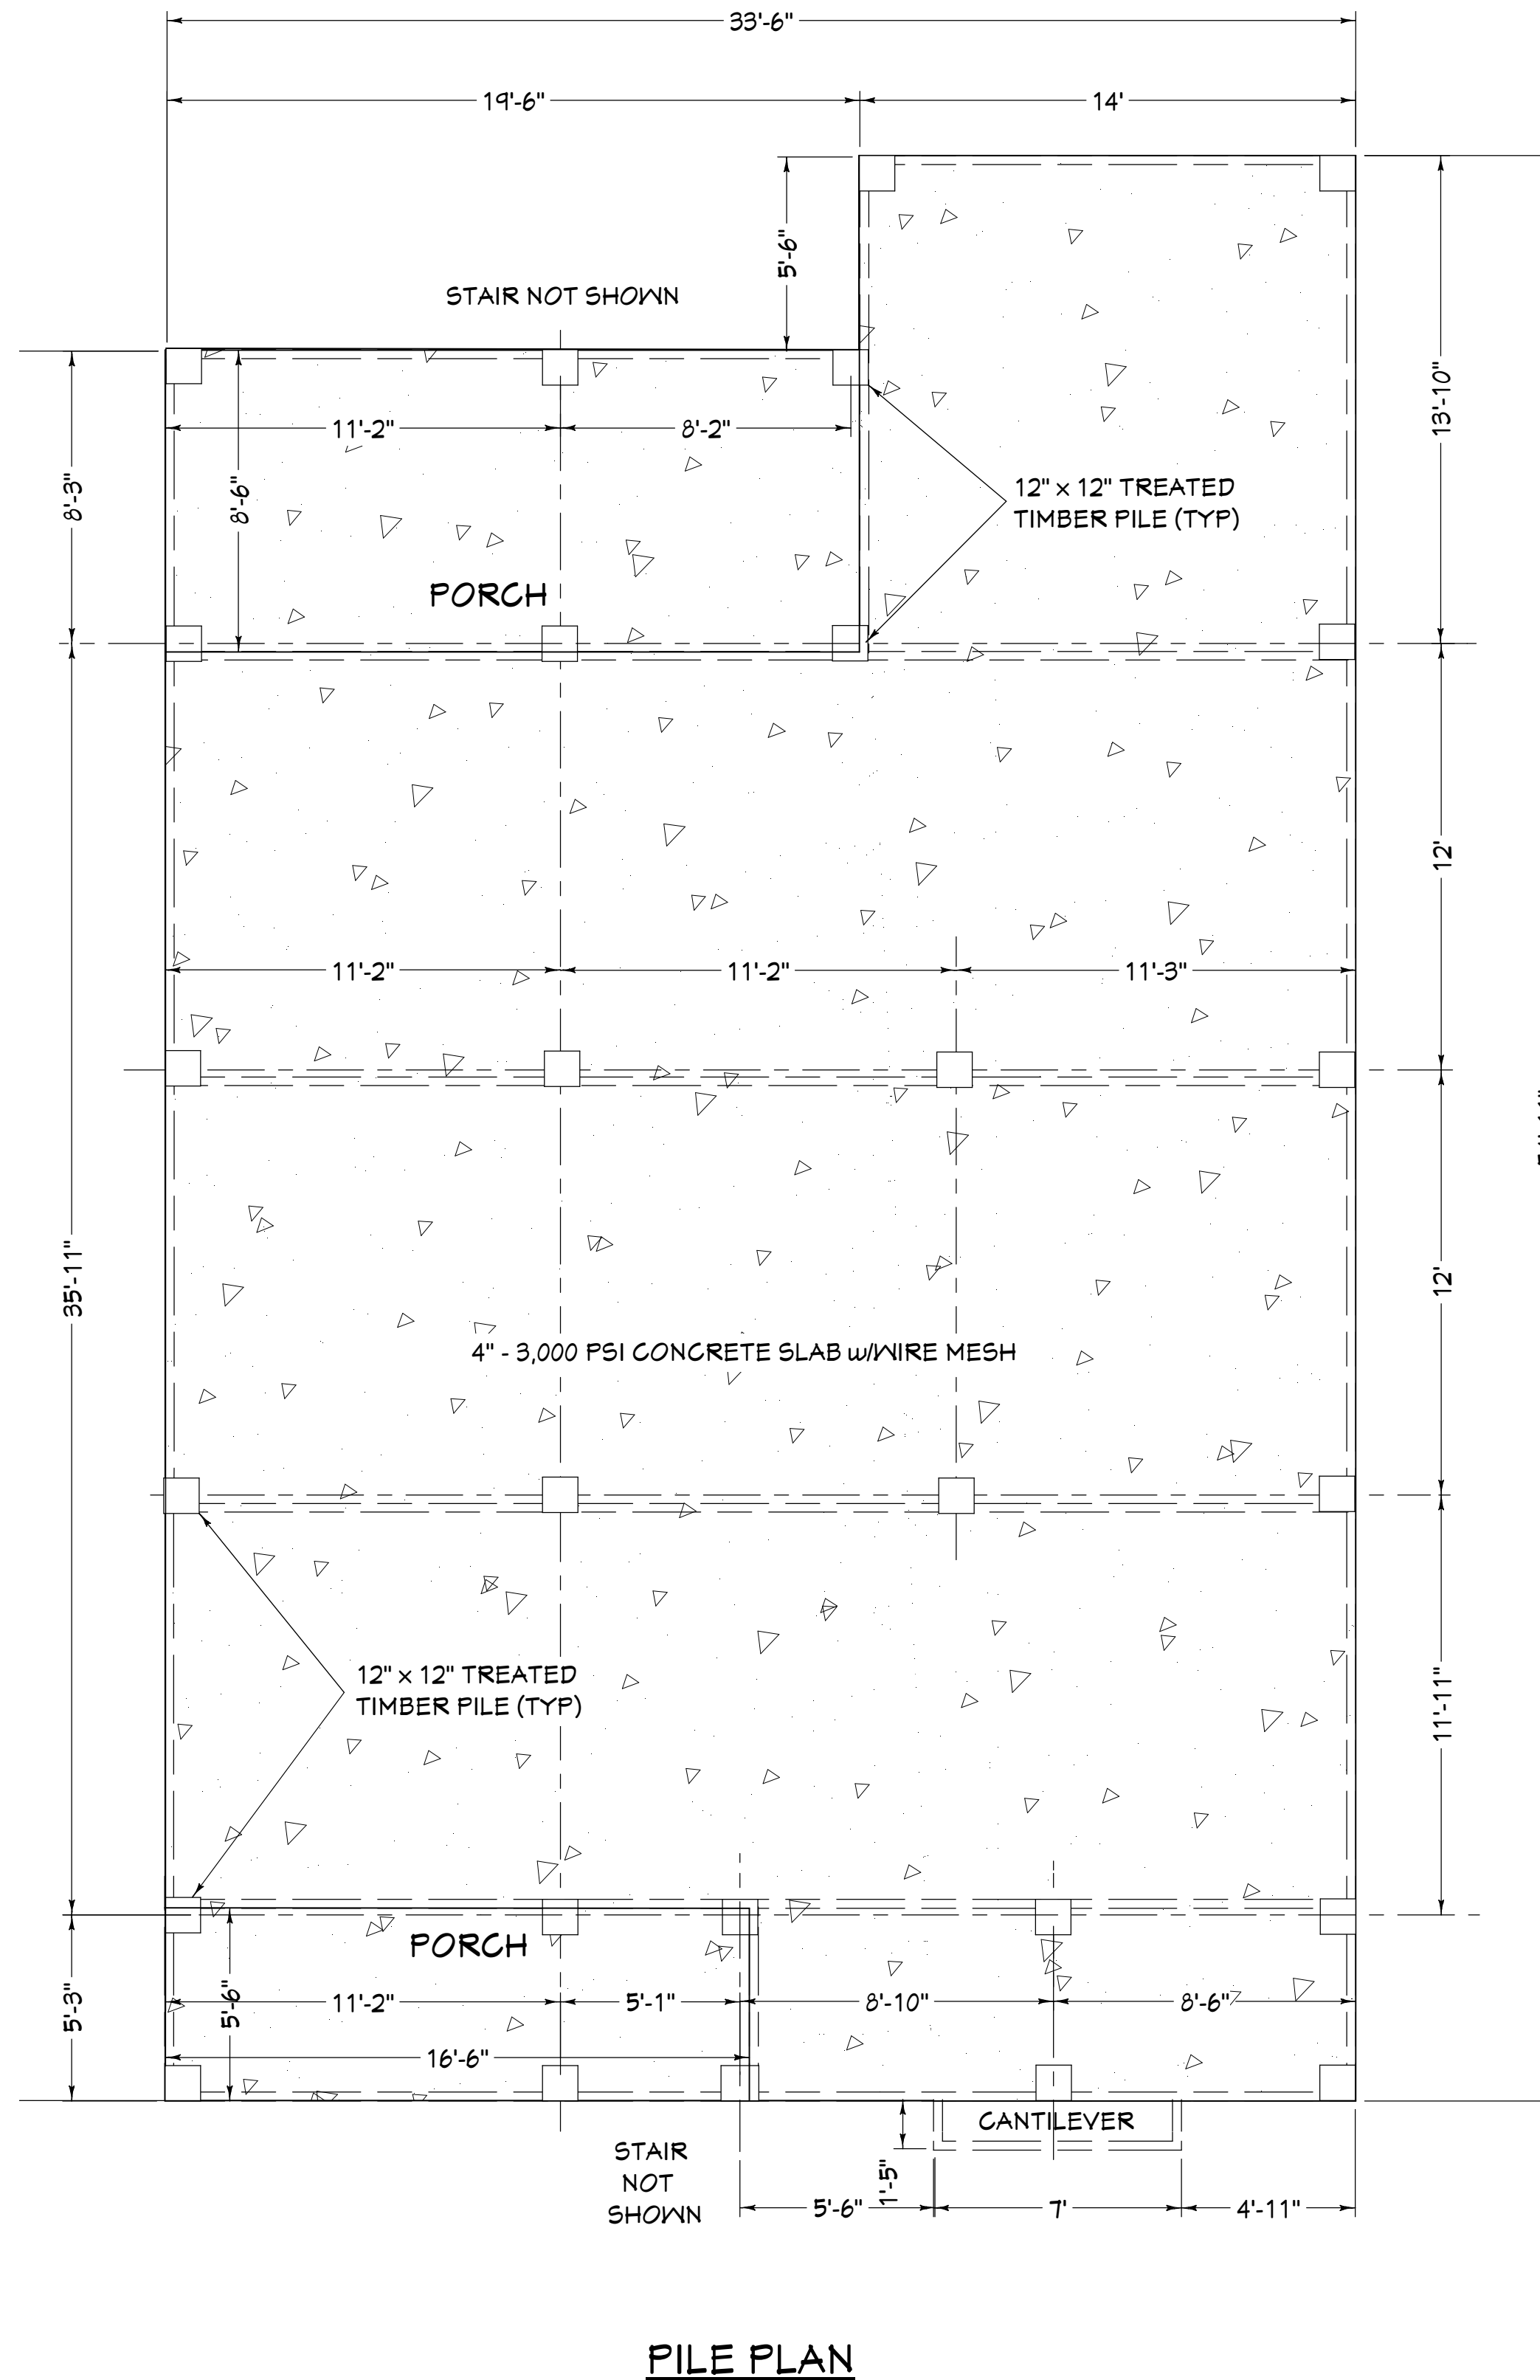 33'-6"
19'-6"
14'
5'-6"
STAIR NOT SHOWN
11'-2"
8'-2"
8'-3"
8'-6"
13'-10"
12" x 12" TREATED
TIMBER PILE (TYP)
PORCH
12'
11'-2"
11'-2"
11'-3"
35'-11"
12'
4" - 3,000 PSI CONCRETE SLAB w/WIRE MESH
12" x 12" TREATED
TIMBER PILE (TYP)
11'-11"
PORCH
5'-3"
5'-6"
11'-2"
5'-1"
8'-10"
8'-6"
16'-6"
CANTILEVER
STAIR
NOT
SHOWN
1'-5"
5'-6"
7'
4'-11"
PILE PLAN